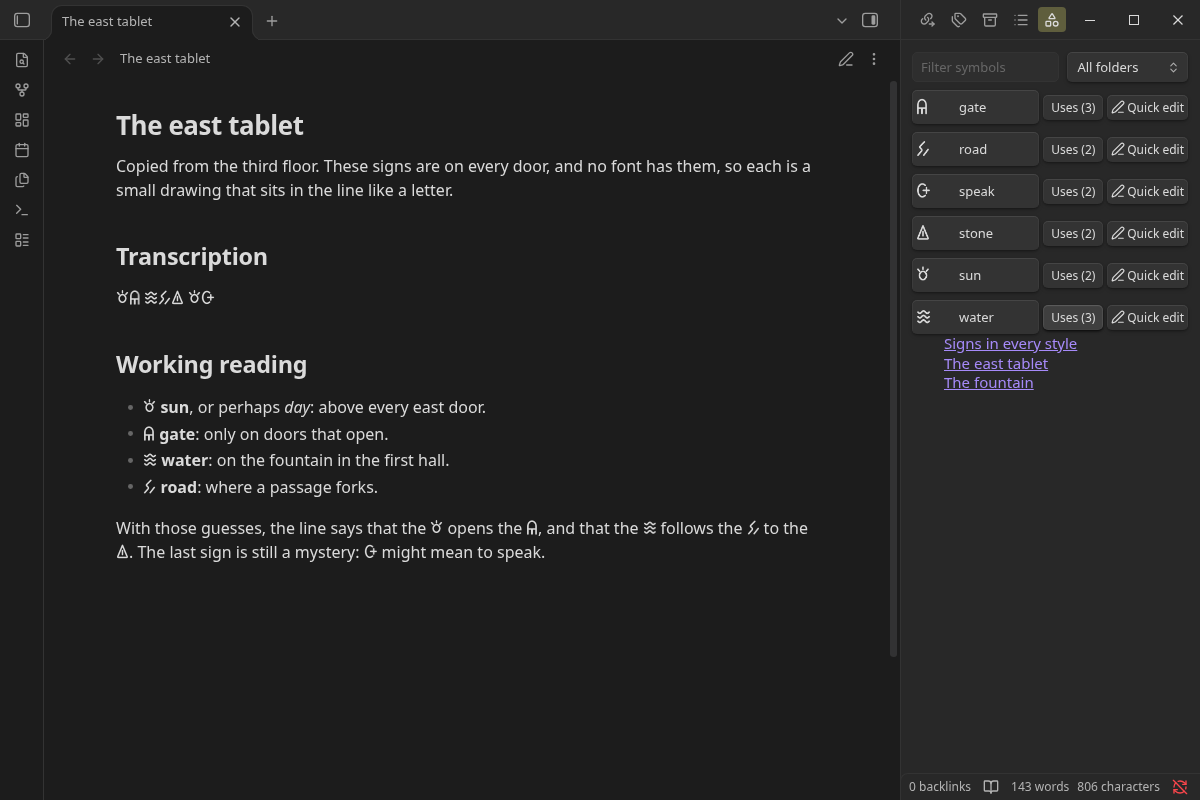 The east tablet
The east tablet
The east tablet
Copied from the third floor. These signs are on every door, and no font has them, so each is a
small drawing that sits in the line like a letter.
Transcription
Working reading
sun, or perhaps day: above every east door.
gate: only on doors that open.
water: on the fountain in the first hall.
road: where a passage forks.
With those guesses, the line says that the opens the , and that the follows the to the
. The last sign is still a mystery: might mean to speak.
Filter symbols All folders
gate Uses (3) Quick edit
road Uses (2) Quick edit
speak Uses (2) Quick edit
stone Uses (2) Quick edit
sun Uses (2) Quick edit
water Uses (3) Quick edit
Signs in every style
The east tablet
The fountain
0 backlinks 143 words 806 characters